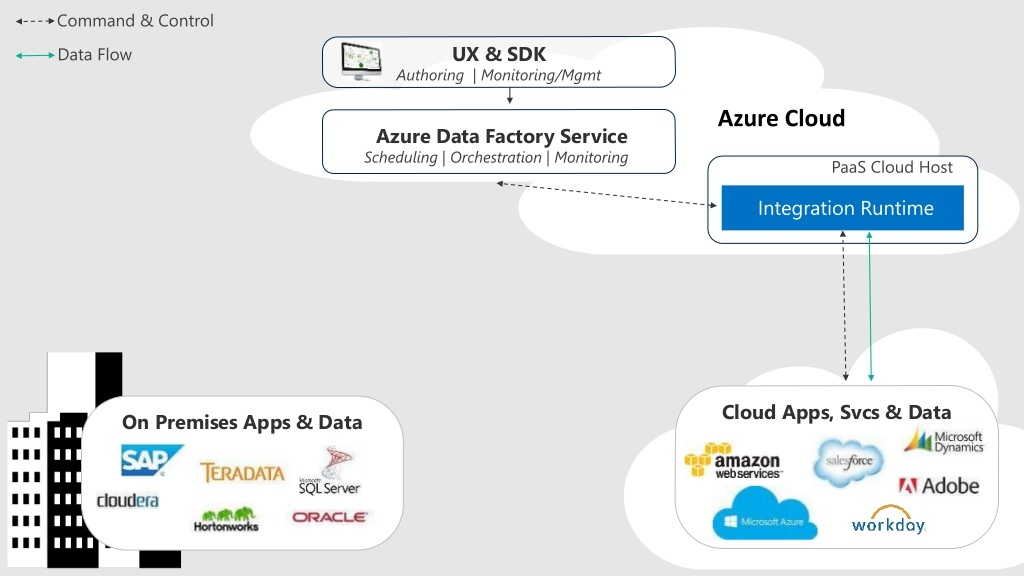 Command & Control
Data Flow
UX & SDK
Authoring | Monitoring/Mgmt
Azure Data Factory Service
Scheduling | Orchestration | Monitoring
Azure Cloud
PaaS Cloud Host
Integration Runtime
On Premises Apps & Data
SAP
TERADATA
Microsoft
SQL Server
cloudera
Hortonworks
ORACLE
Cloud Apps, Svcs & Data
amazon
webservices™
salesforce
Microsoft
Dynamics
Adobe
Microsoft Azure
workday